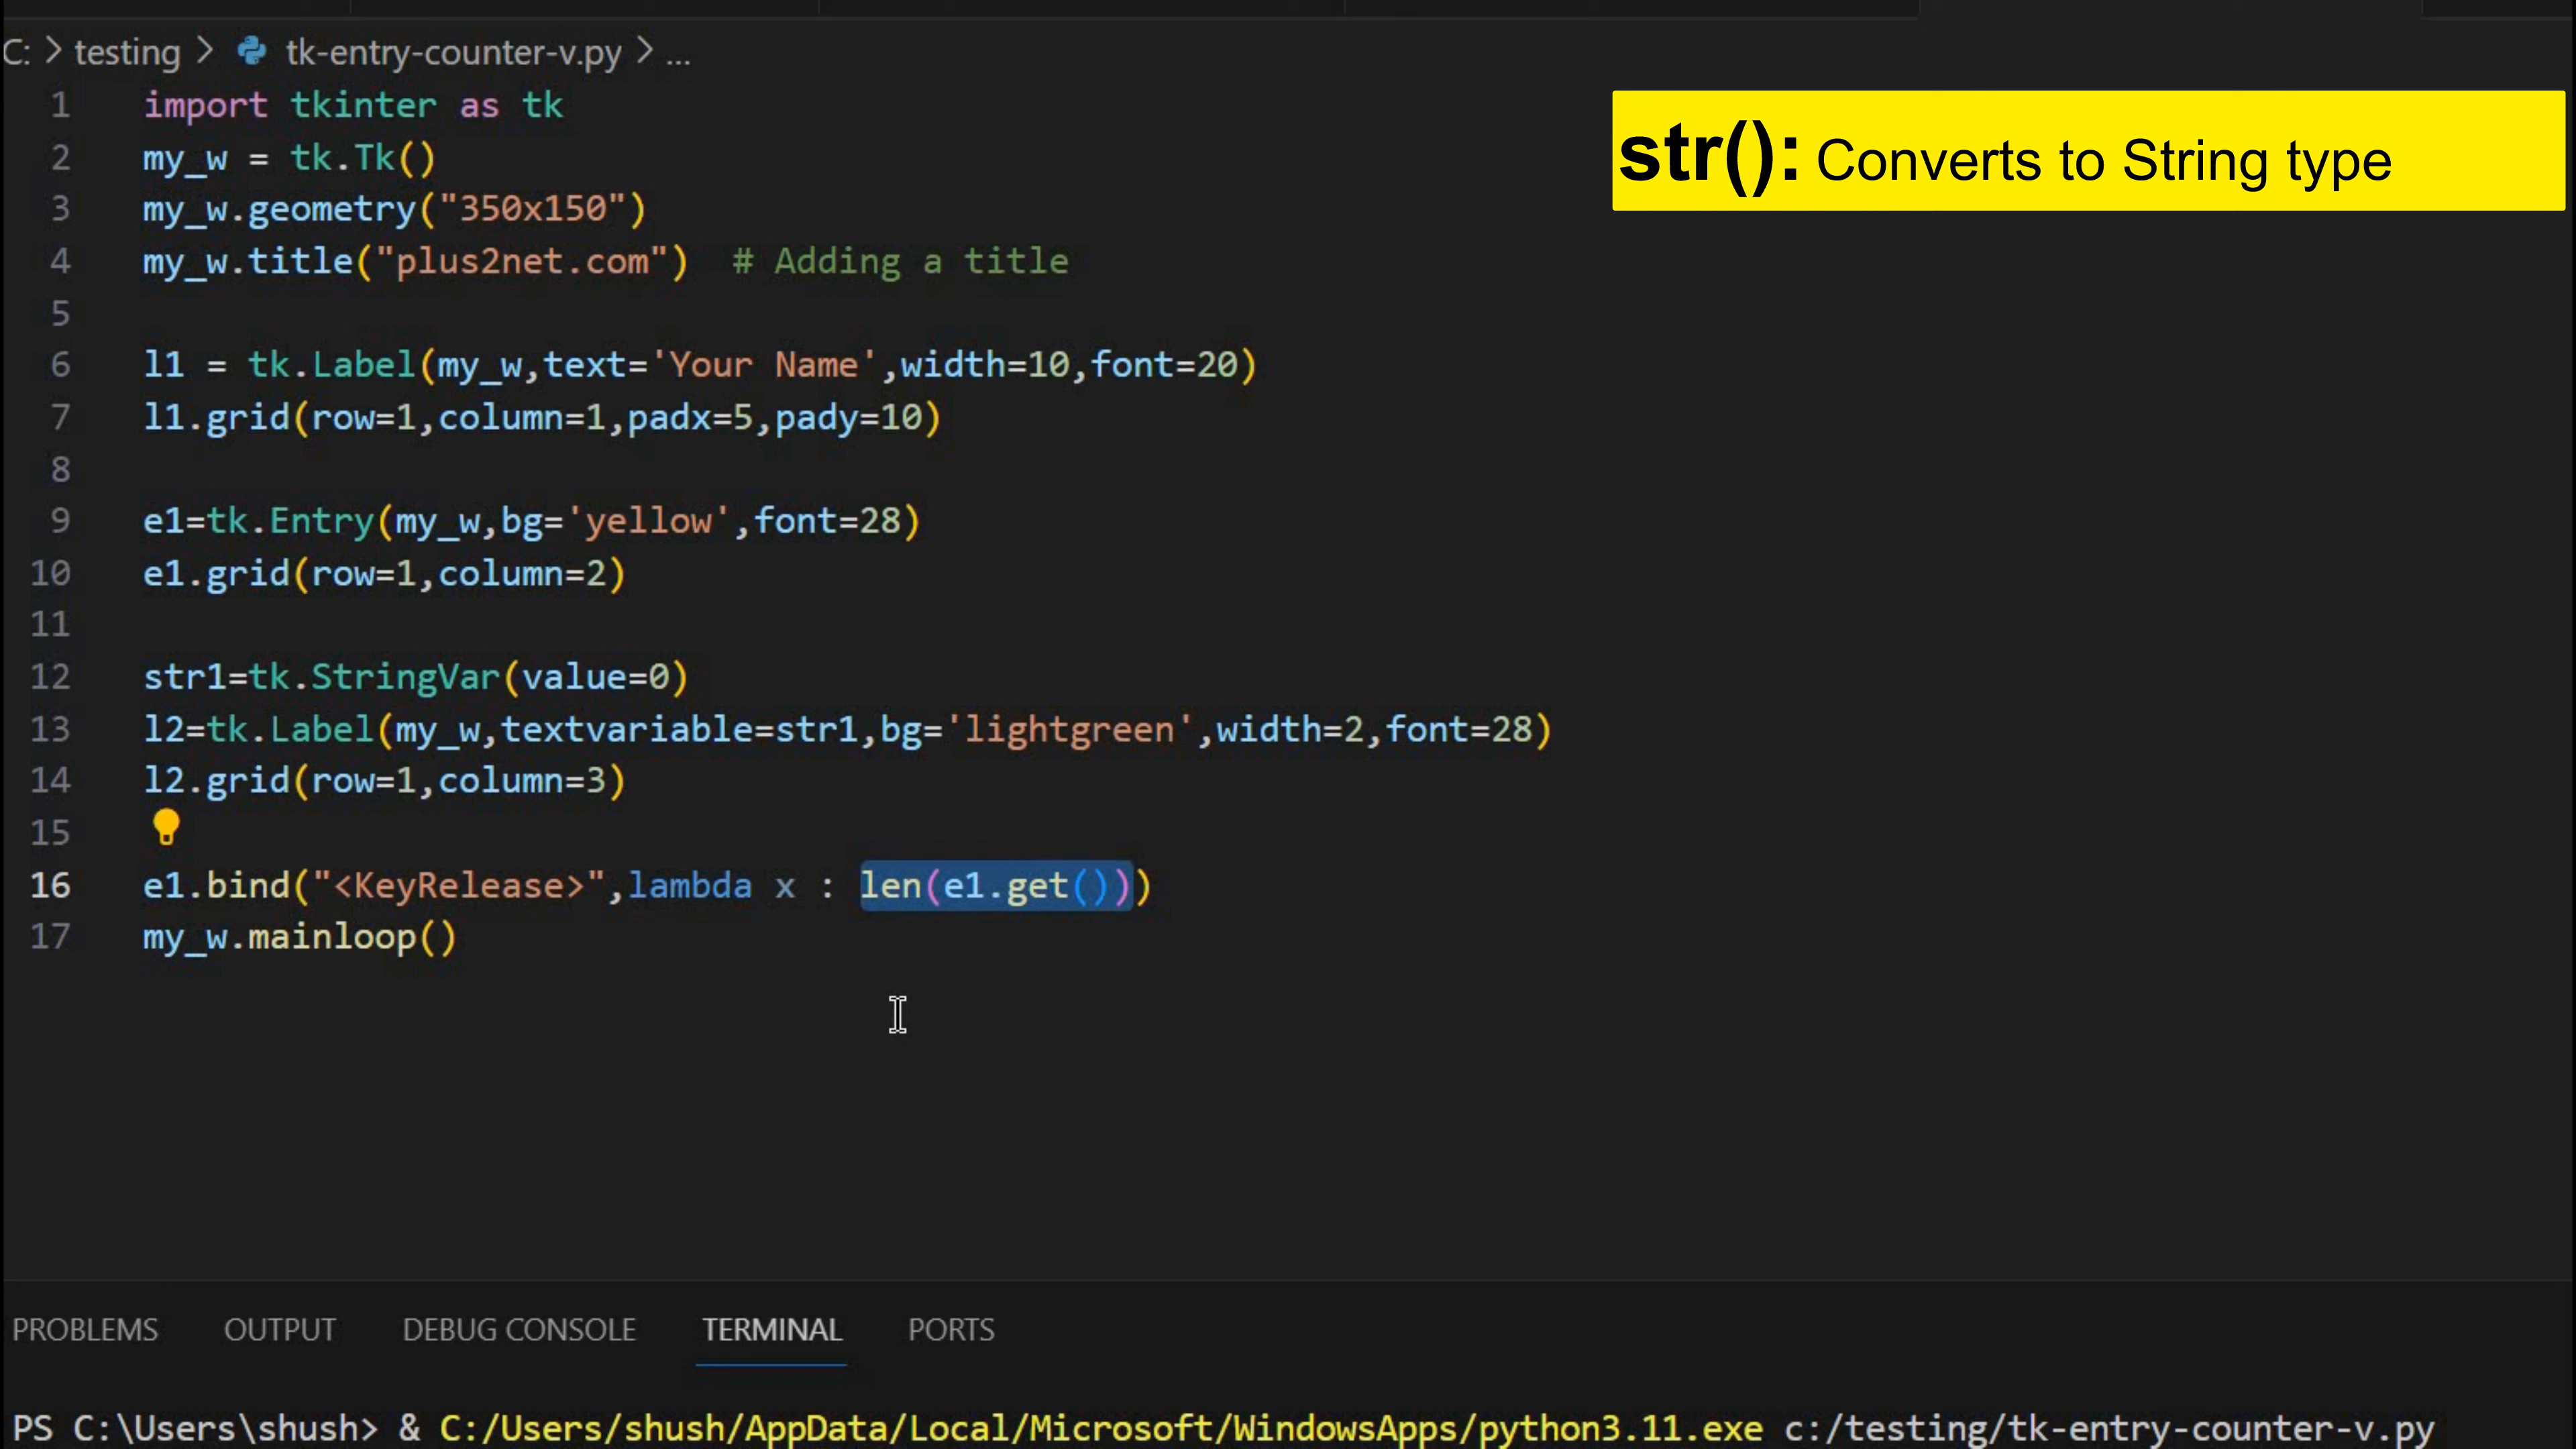 C: > testing > tk-entry-counter-v.py > ...
str(): Converts to String type
1 import tkinter as tk
2 my_w = tk.Tk()
3 my_w.geometry("350x150")
4 my_w.title("plus2net.com")  # Adding a title
5
6 l1 = tk.Label(my_w,text='Your Name',width=10,font=20)
7 l1.grid(row=1,column=1,padx=5,pady=10)
8
9 e1=tk.Entry(my_w,bg='yellow',font=28)
10 e1.grid(row=1,column=2)
11
12 str1=tk.StringVar(value=0)
13 l2=tk.Label(my_w,textvariable=str1,bg='lightgreen',width=2,font=28)
14 l2.grid(row=1,column=3)
15
16 e1.bind("<KeyRelease>",lambda x : len(e1.get()))
17 my_w.mainloop()
PROBLEMS OUTPUT DEBUG CONSOLE TERMINAL PORTS
PS C:\Users\shush> & C:/Users/shush/AppData/Local/Microsoft/WindowsApps/python3.11.exe c:/testing/tk-entry-counter-v.py